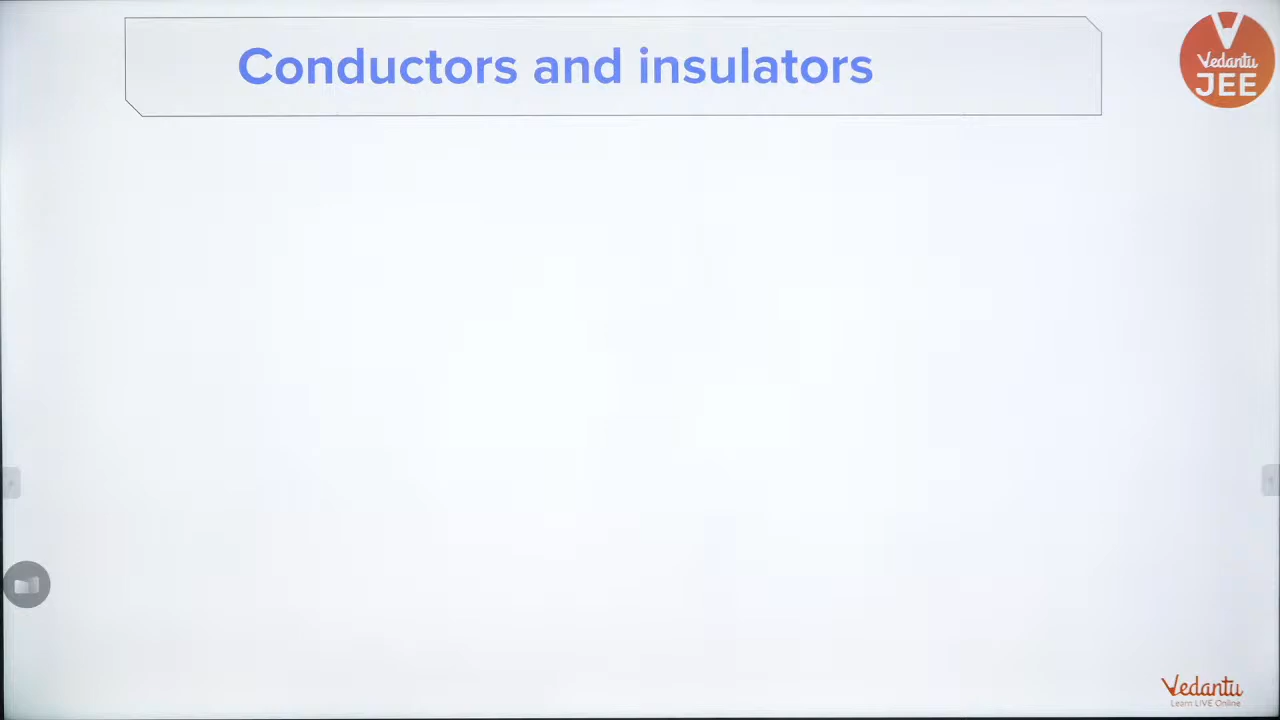 Conductors and insulators
Vedantu
JEE
Vedantu
Learn LIVE Online